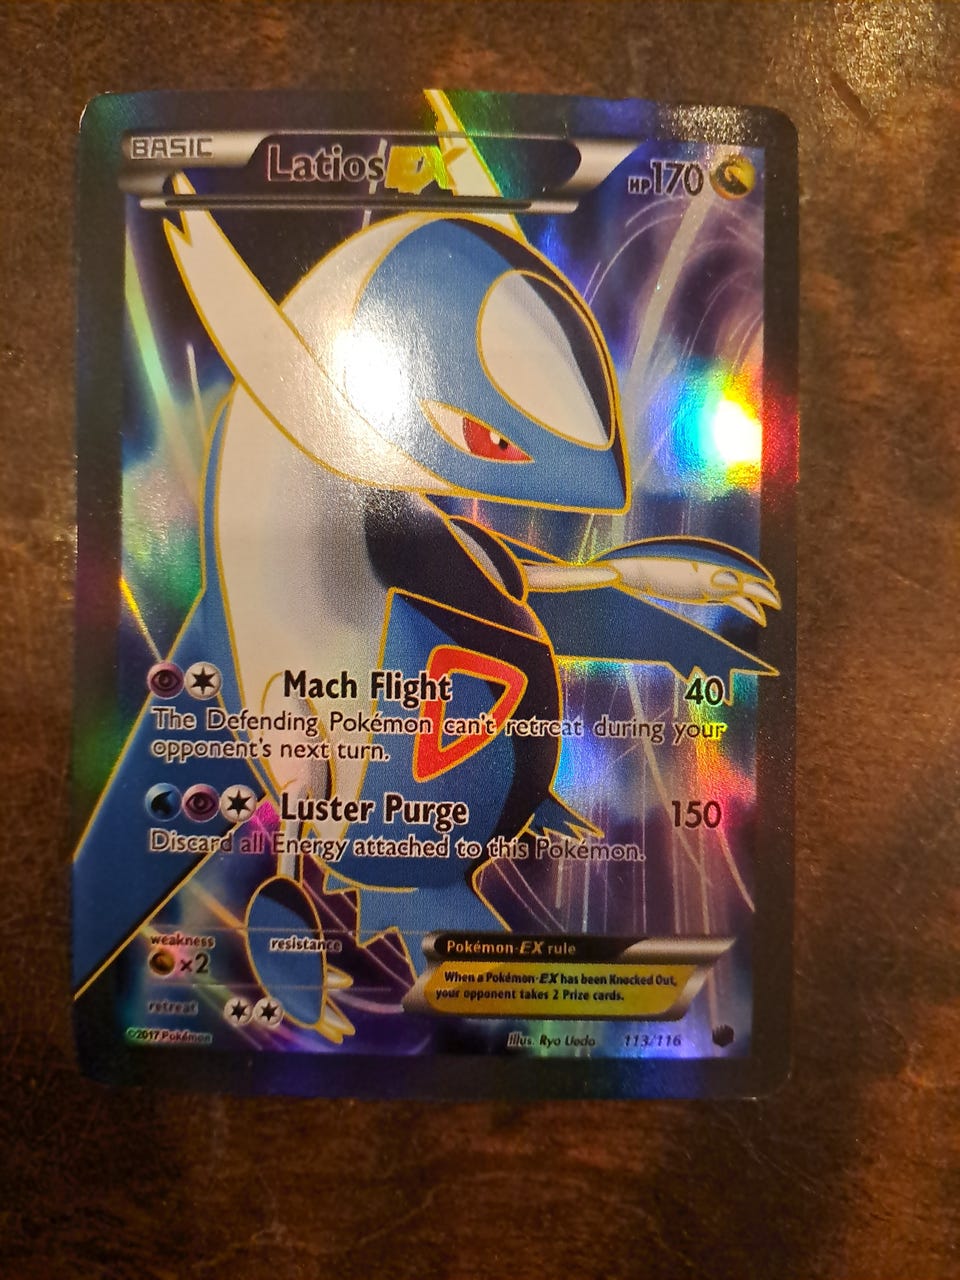 BASIC
Latios EX
HP 170
Mach Flight 40
The Defending Pokémon can't retreat during your
opponent's next turn.
Luster Purge 150
Discard all Energy attached to this Pokémon.
weakness resistance
×2
retreat
Pokémon-EX rule
When a Pokémon-EX has been Knocked Out,
your opponent takes 2 Prize cards.
©2017 Pokémon
Illus. Ryo Ueda 113/116